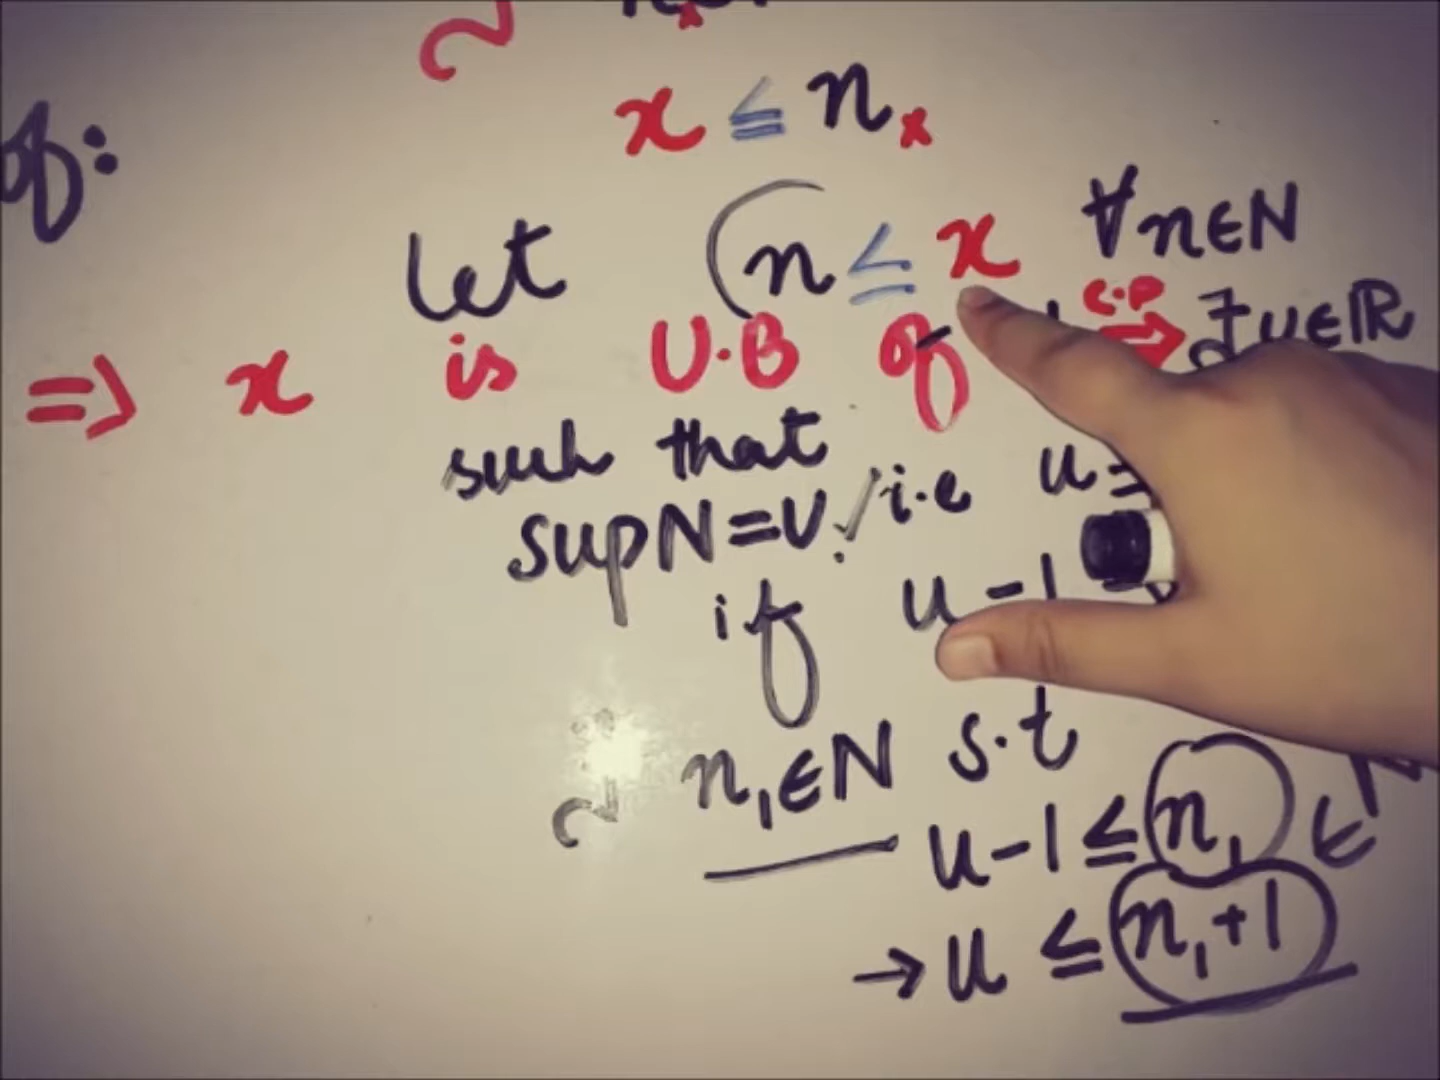 x ≤ nₓ
of:
let (n ≤ x ∀n∈N
⇒ x is U.B of C.P ⇒ ∃u∈ℝ
such that
SupN=U. / i.e u=
if u-1
n₁∈N s.t
u-1≤n₁ ∈
→u ≤n₁+1